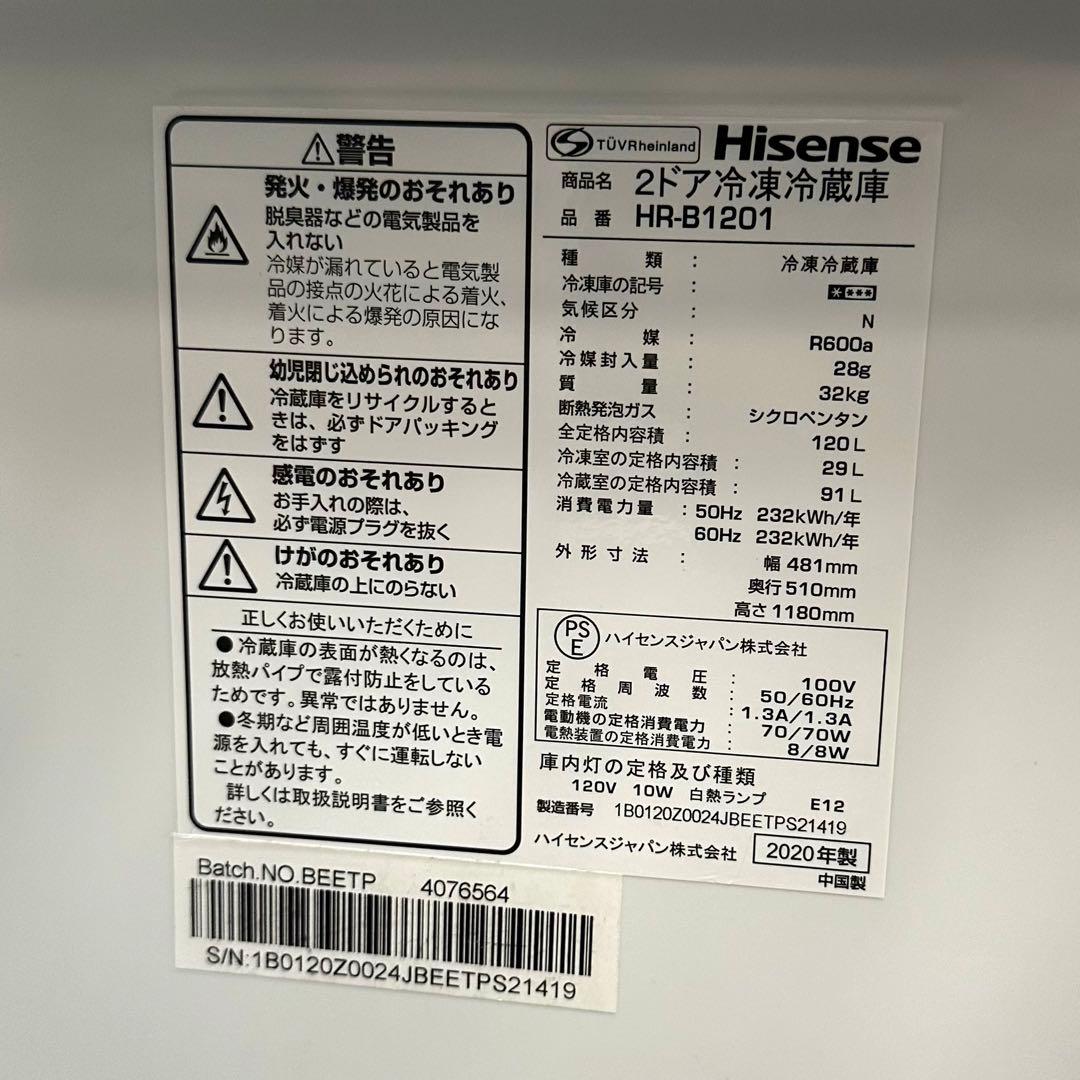 ⚠警告
発火・爆発のおそれあり
脱臭器などの電気製品を
入れない
冷媒が漏れていると電気製
品の接点の火花による着火、
着火による爆発の原因にな
ります。
幼児閉じ込められのおそれあり
冷蔵庫をリサイクルすると
きは、必ずドアパッキング
をはずす
感電のおそれあり
お手入れの際は、
必ず電源プラグを抜く
けがのおそれあり
冷蔵庫の上にのらない
正しくお使いいただくために
●冷蔵庫の表面が熱くなるのは、
放熱パイプで露付防止をしている
ためです。異常ではありません。
●冬期など周囲温度が低いとき電
源を入れても、すぐに運転しない
ことがあります。
詳しくは取扱説明書をご参照く
ださい。
TÜVRheinland Hisense
商品名 2ドア冷凍冷蔵庫
品番 HR-B1201
種類 : 冷凍冷蔵庫
冷凍庫の記号 : ****
気候区分 : N
冷媒 : R600a
冷媒封入量 : 28g
質量 : 32kg
断熱発泡ガス : シクロペンタン
全定格内容積 : 120L
冷凍室の定格内容積 : 29L
冷蔵室の定格内容積 : 91L
消費電力量 : 50Hz 232kWh/年
60Hz 232kWh/年
外形寸法 : 幅 481mm
奥行 510mm
高さ 1180mm
PSE ハイセンスジャパン株式会社
定格電圧 : 100V
定格周波数 : 50/60Hz
定格電流 : 1.3A/1.3A
電動機の定格消費電力 : 70/70W
電熱装置の定格消費電力 : 8/8W
庫内灯の定格及び種類
120V 10W 白熱ランプ E12
製造番号 1B0120Z0024JBEETPS21419
ハイセンスジャパン株式会社 2020年製
中国製
Batch.NO.BEETP 4076564
S/N:1B0120Z0024JBEETPS21419